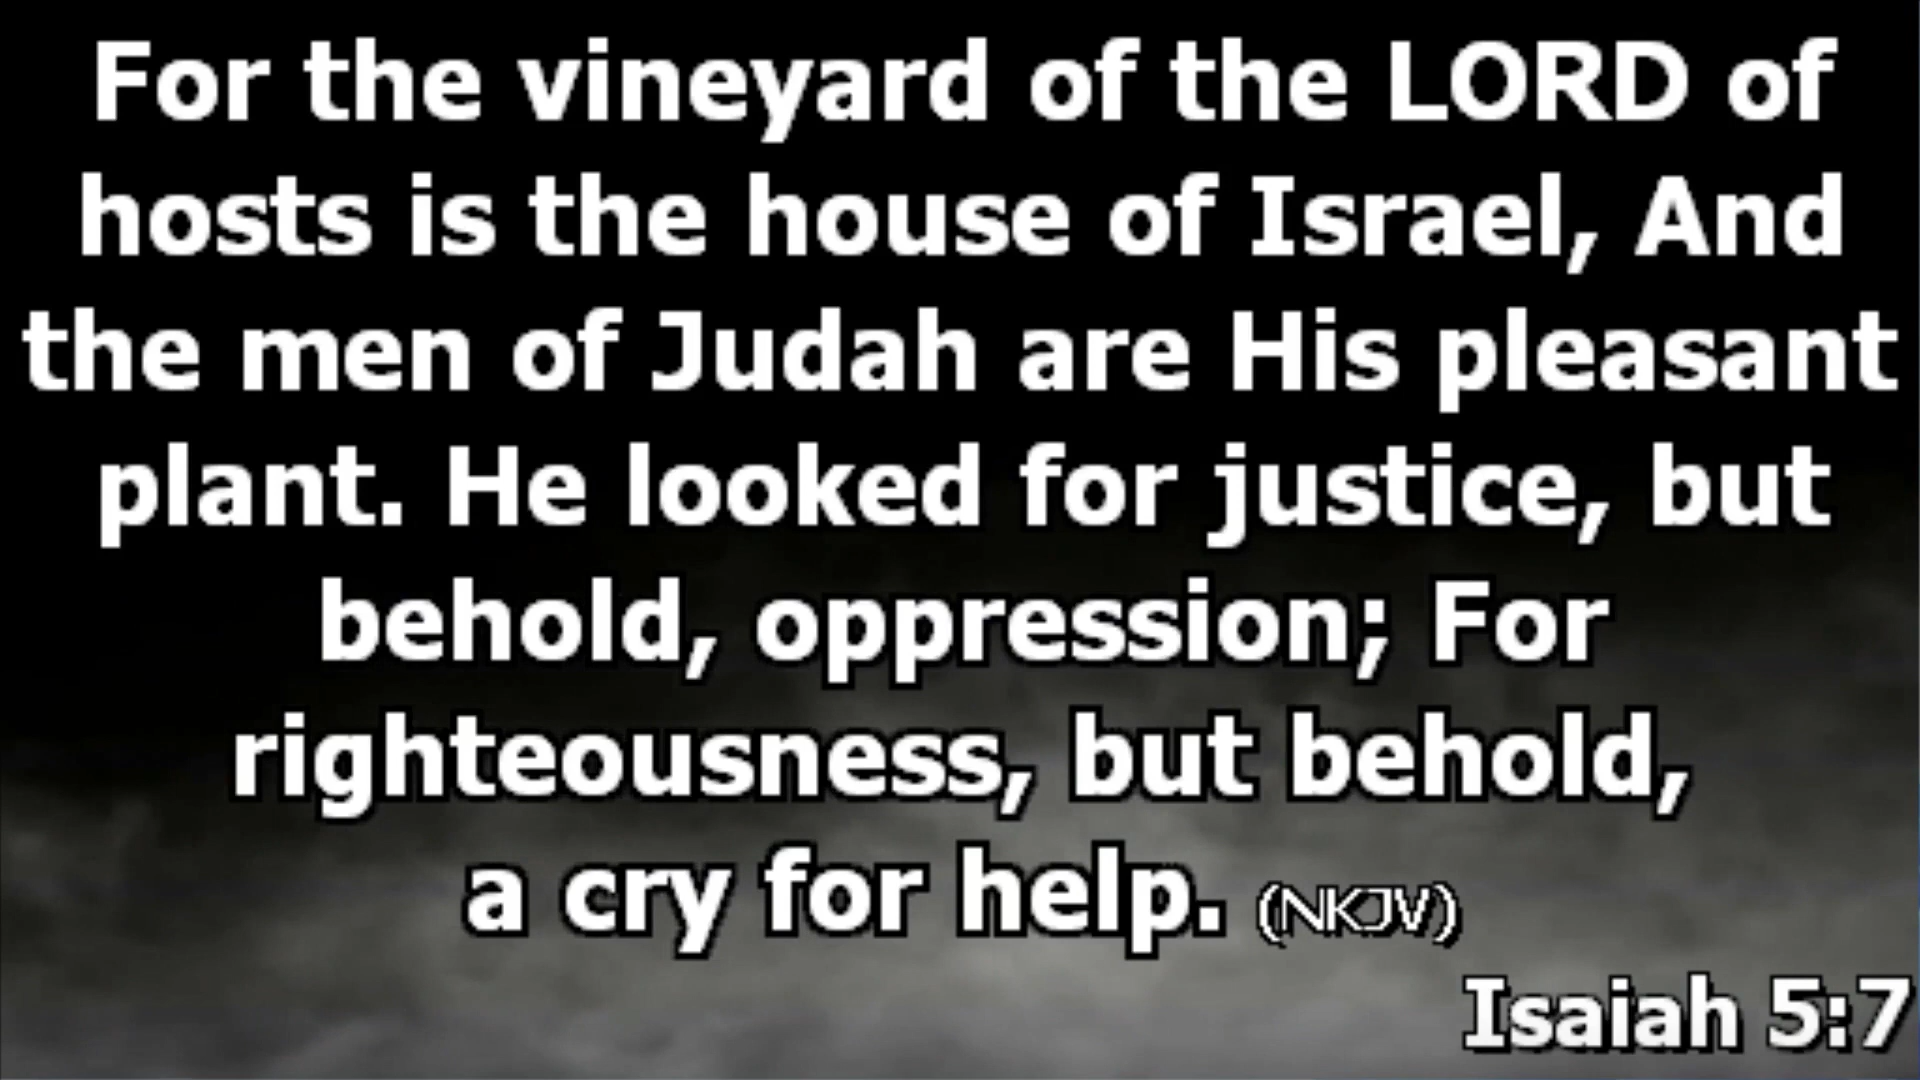 For the vineyard of the LORD of
hosts is the house of Israel, And
the men of Judah are His pleasant
plant. He looked for justice, but
behold, oppression; For
righteousness, but behold,
a cry for help. (NKJV)
Isaiah 5:7